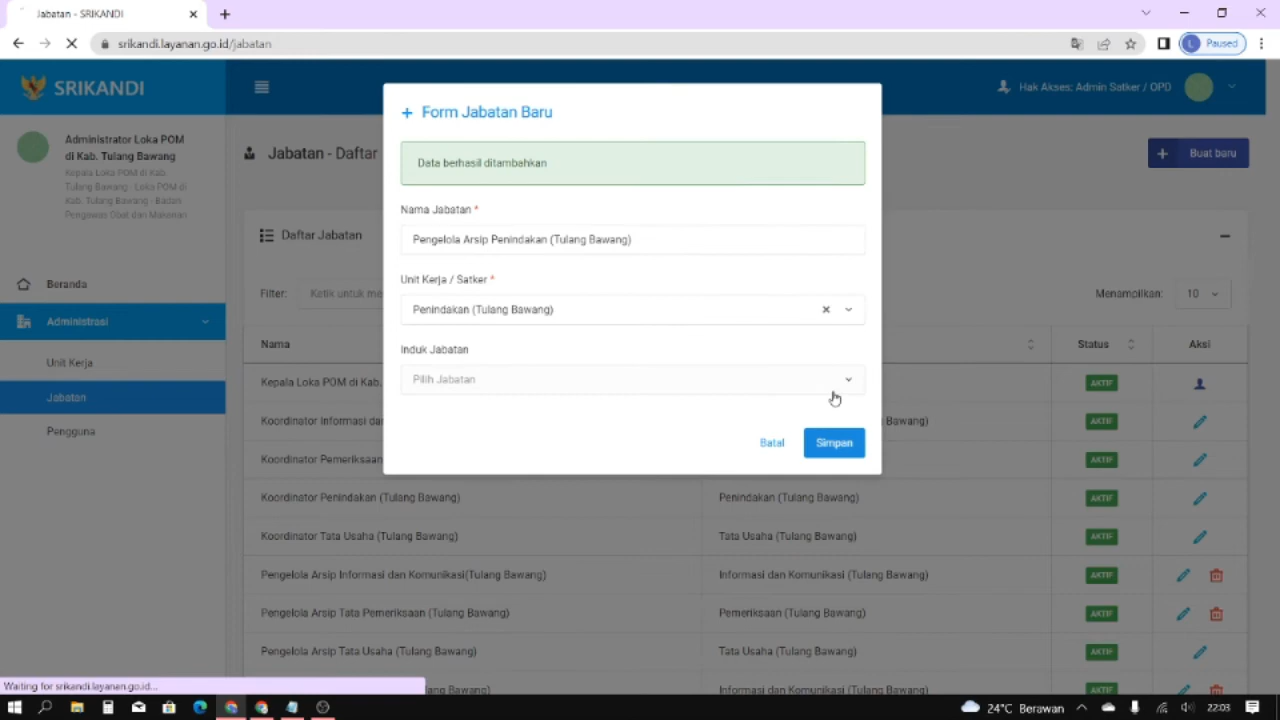 Jabatan - SRIKANDI
srikandi.layanan.go.id/jabatan
L
Paused
SRIKANDI
Hak Akses: Admin Satker / OPD
Administrator Loka POM
di Kab. Tulang Bawang
Kepala Loka POM di Kab.
Tulang Bawang - Loka POM di
Kab. Tulang Bawang - Badan
Pengawas Obat dan Makanan
Beranda
Administrasi
Unit Kerja
Jabatan
Pengguna
Jabatan - Daftar
Buat baru
Daftar Jabatan
Filter:
Ketik untuk me
Menampilkan:
10
Form Jabatan Baru
Data berhasil ditambahkan
Nama Jabatan *
Pengelola Arsip Penindakan (Tulang Bawang)
Unit Kerja / Satker *
Penindakan (Tulang Bawang)
Induk Jabatan
Pilih Jabatan
Batal
Simpan
Nama
Status
Aksi
Kepala Loka POM di Kab.
AKTIF
Koordinator Informasi dan
Bawang)
AKTIF
Koordinator Pemeriksaan
AKTIF
Koordinator Penindakan (Tulang Bawang)
Penindakan (Tulang Bawang)
AKTIF
Koordinator Tata Usaha (Tulang Bawang)
Tata Usaha (Tulang Bawang)
AKTIF
Pengelola Arsip Informasi dan Komunikasi(Tulang Bawang)
Informasi dan Komunikasi (Tulang Bawang)
AKTIF
Pengelola Arsip Tata Pemeriksaan (Tulang Bawang)
Pemeriksaan (Tulang Bawang)
AKTIF
Pengelola Arsip Tata Usaha (Tulang Bawang)
Tata Usaha (Tulang Bawang)
AKTIF
ang Bawang)
Informasi dan Komunikasi (Tulang Bawang)
AKTIF
Waiting for srikandi.layanan.go.id...
24°C Berawan
22:03